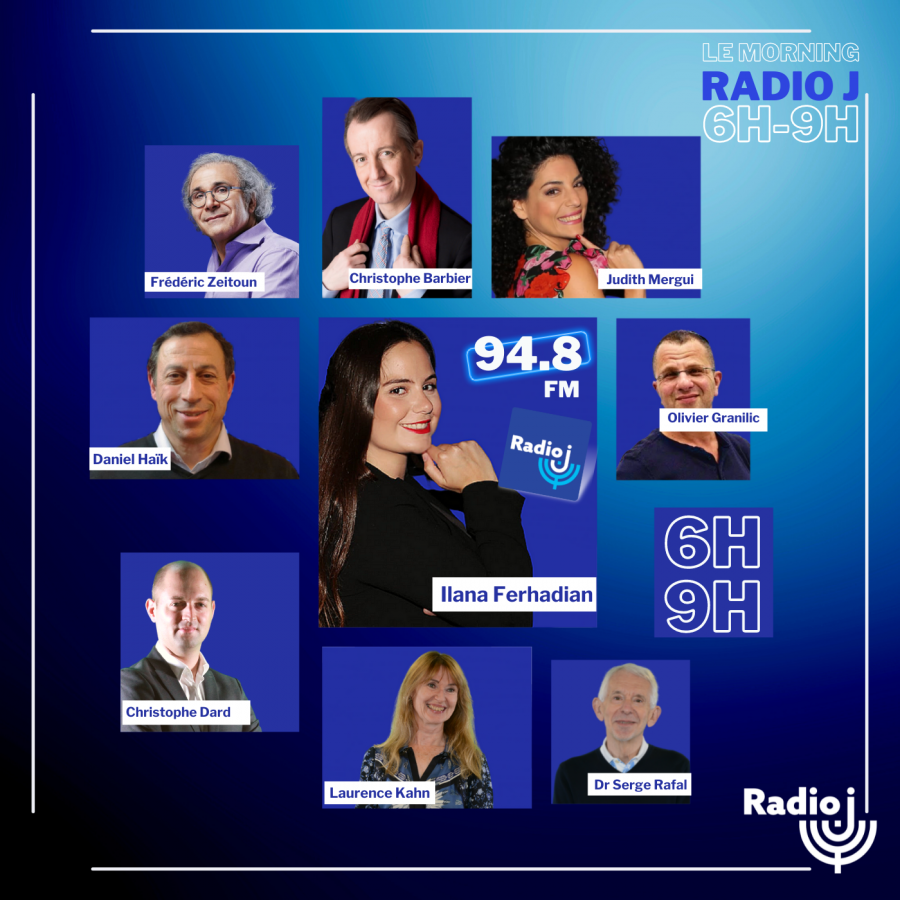 LE MORNING
RADIO J
6H-9H
Frédéric Zeitoun
Christophe Barbier
Judith Mergui
94.8
FM
Radio j
Daniel Haïk
Olivier Granilic
Ilana Ferhadian
6H
9H
Christophe Dard
Laurence Kahn
Dr Serge Rafal
Radio j